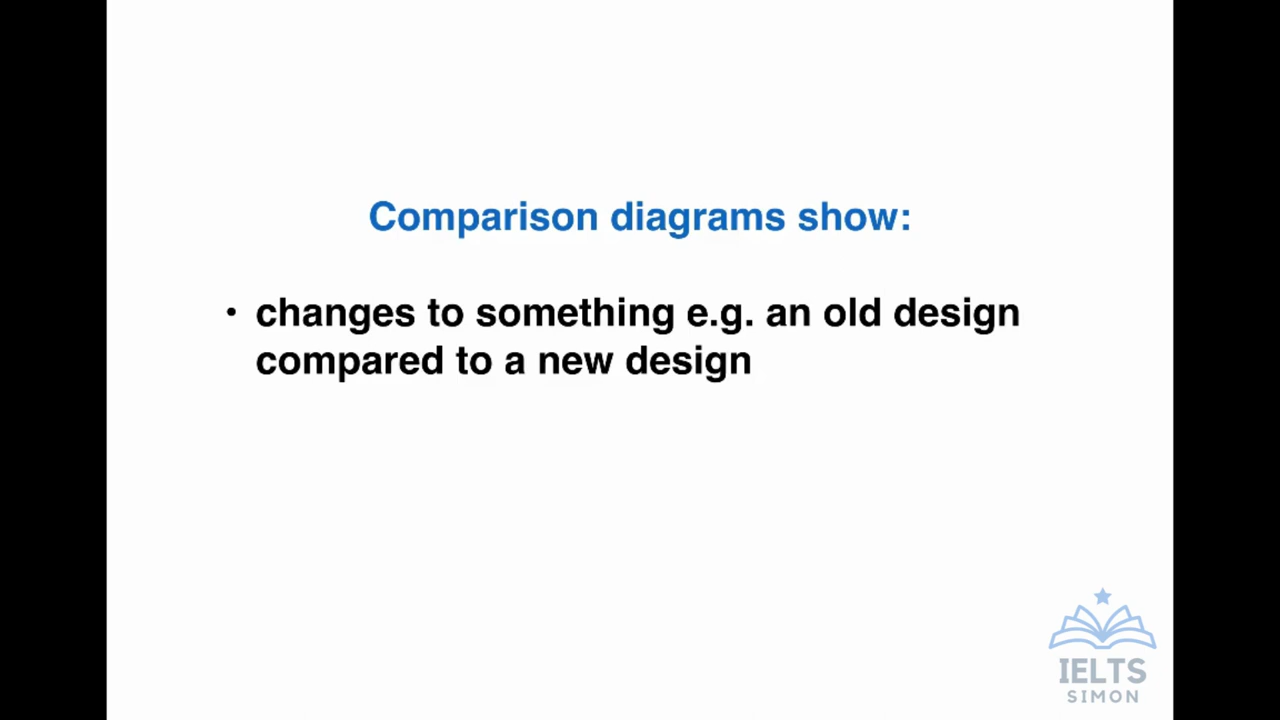 Comparison diagrams show:
• changes to something e.g. an old design
compared to a new design
IELTS
SIMON